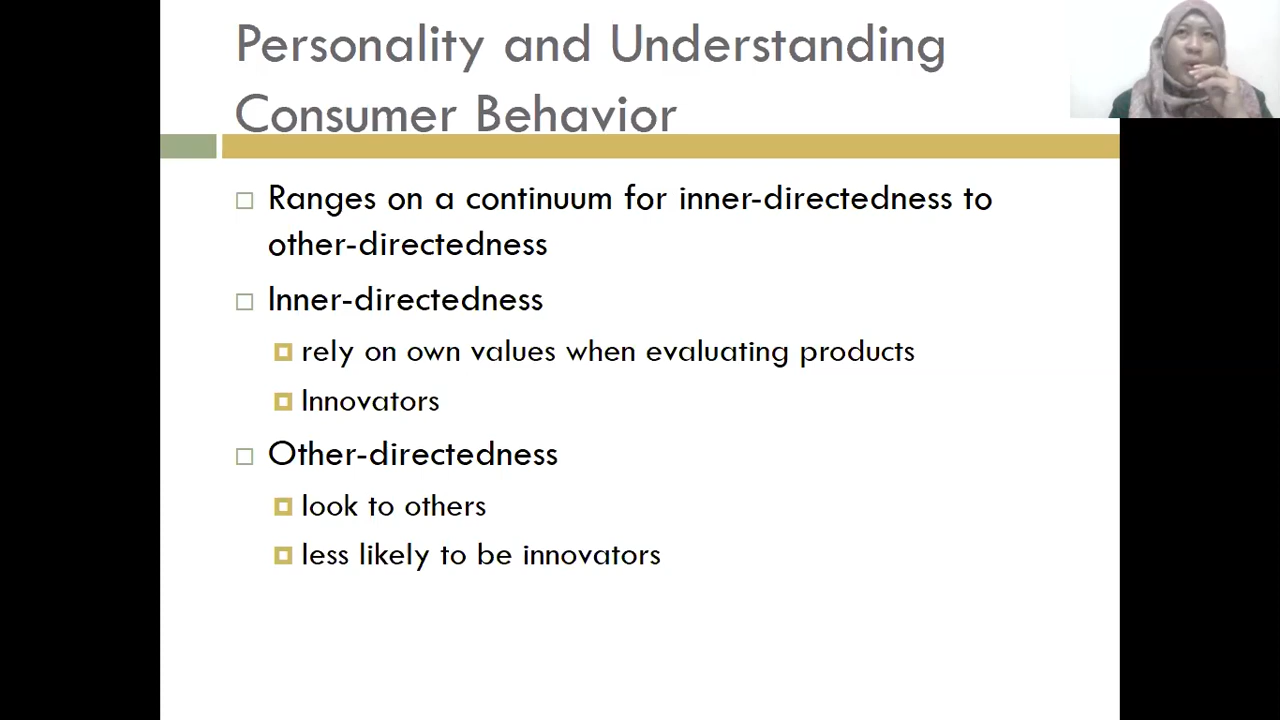 Personality and Understanding
Consumer Behavior
Ranges on a continuum for inner-directedness to
other-directedness
Inner-directedness
rely on own values when evaluating products
Innovators
Other-directedness
look to others
less likely to be innovators